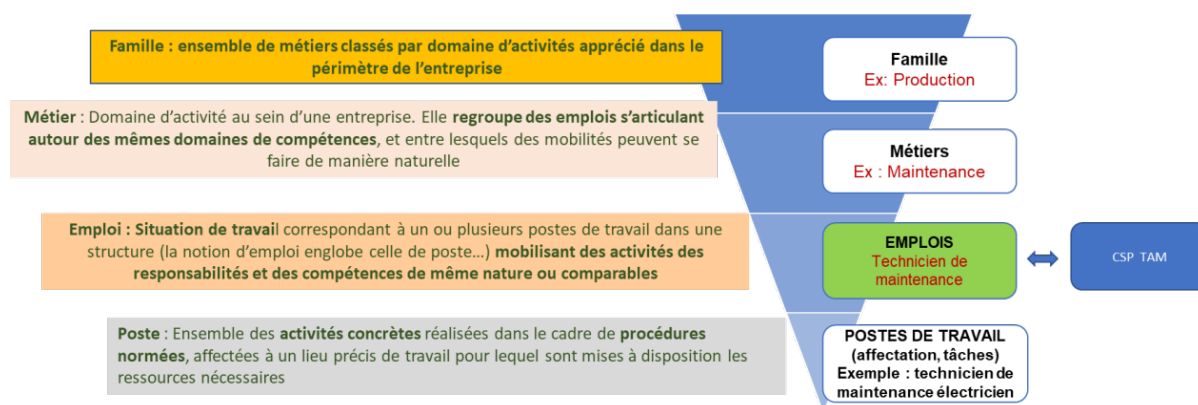 Famille : ensemble de métiers classés par domaine d’activités apprécié dans le
périmètre de l’entreprise
Famille
Ex: Production
Métier : Domaine d’activité au sein d’une entreprise. Elle regroupe des emplois s’articulant
autour des mêmes domaines de compétences, et entre lesquels des mobilités peuvent se
faire de manière naturelle
Métiers
Ex : Maintenance
Emploi : Situation de travail correspondant à un ou plusieurs postes de travail dans une
structure (la notion d’emploi englobe celle de poste…) mobilisant des activités des
responsabilités et des compétences de même nature ou comparables
EMPLOIS
Technicien de
maintenance
CSP TAM
Poste : Ensemble des activités concrètes réalisées dans le cadre de procédures
normées, affectées à un lieu précis de travail pour lequel sont mises à disposition les
ressources nécessaires
POSTES DE TRAVAIL
(affectation, tâches)
Exemple : technicien de
maintenance électricien